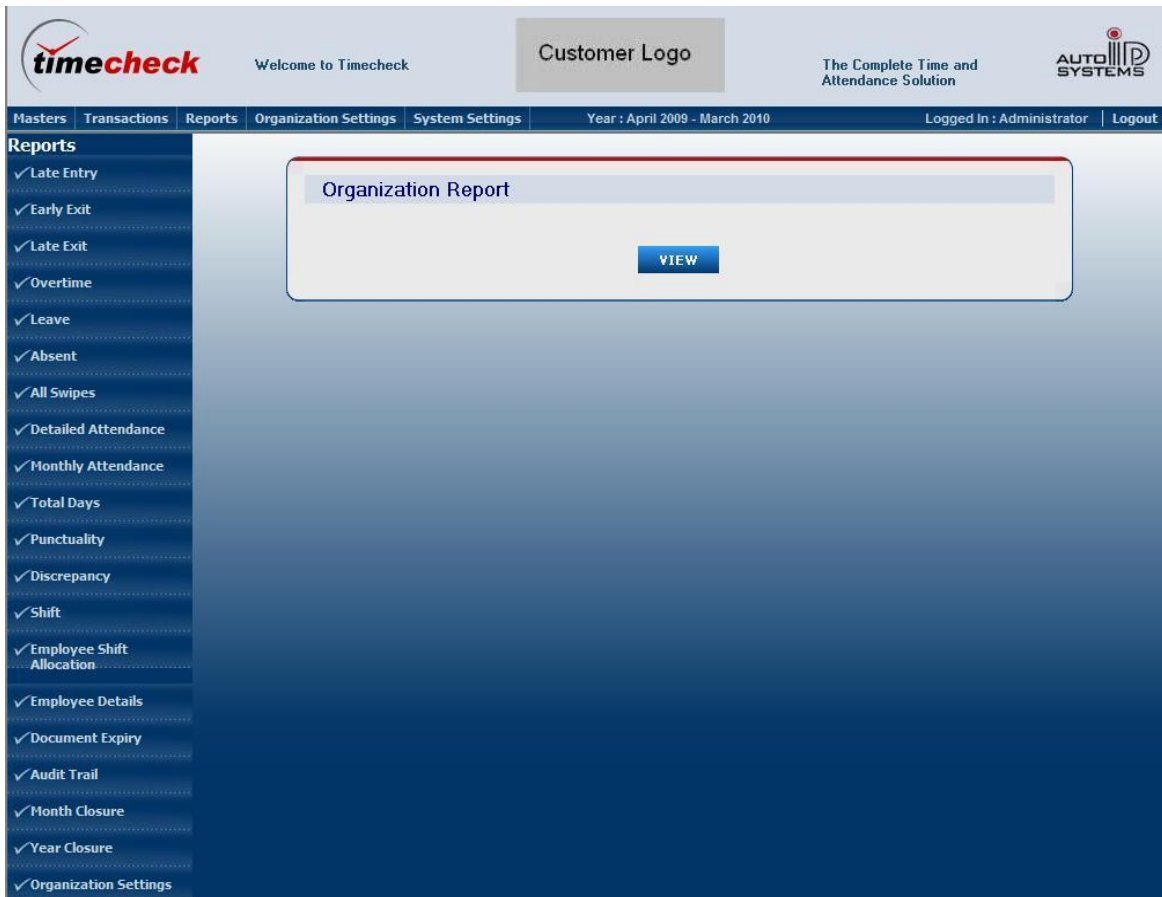 timecheck
Welcome to Timecheck
Customer Logo
The Complete Time and
Attendance Solution
AUTO ID
SYSTEMS
Masters Transactions Reports Organization Settings System Settings Year : April 2009 - March 2010 Logged In : Administrator Logout
Reports
Late Entry
Early Exit
Late Exit
Overtime
Leave
Absent
All Swipes
Detailed Attendance
Monthly Attendance
Total Days
Punctuality
Discrepancy
Shift
Employee Shift
Allocation
Employee Details
Document Expiry
Audit Trail
Month Closure
Year Closure
Organization Settings
Organization Report
VIEW